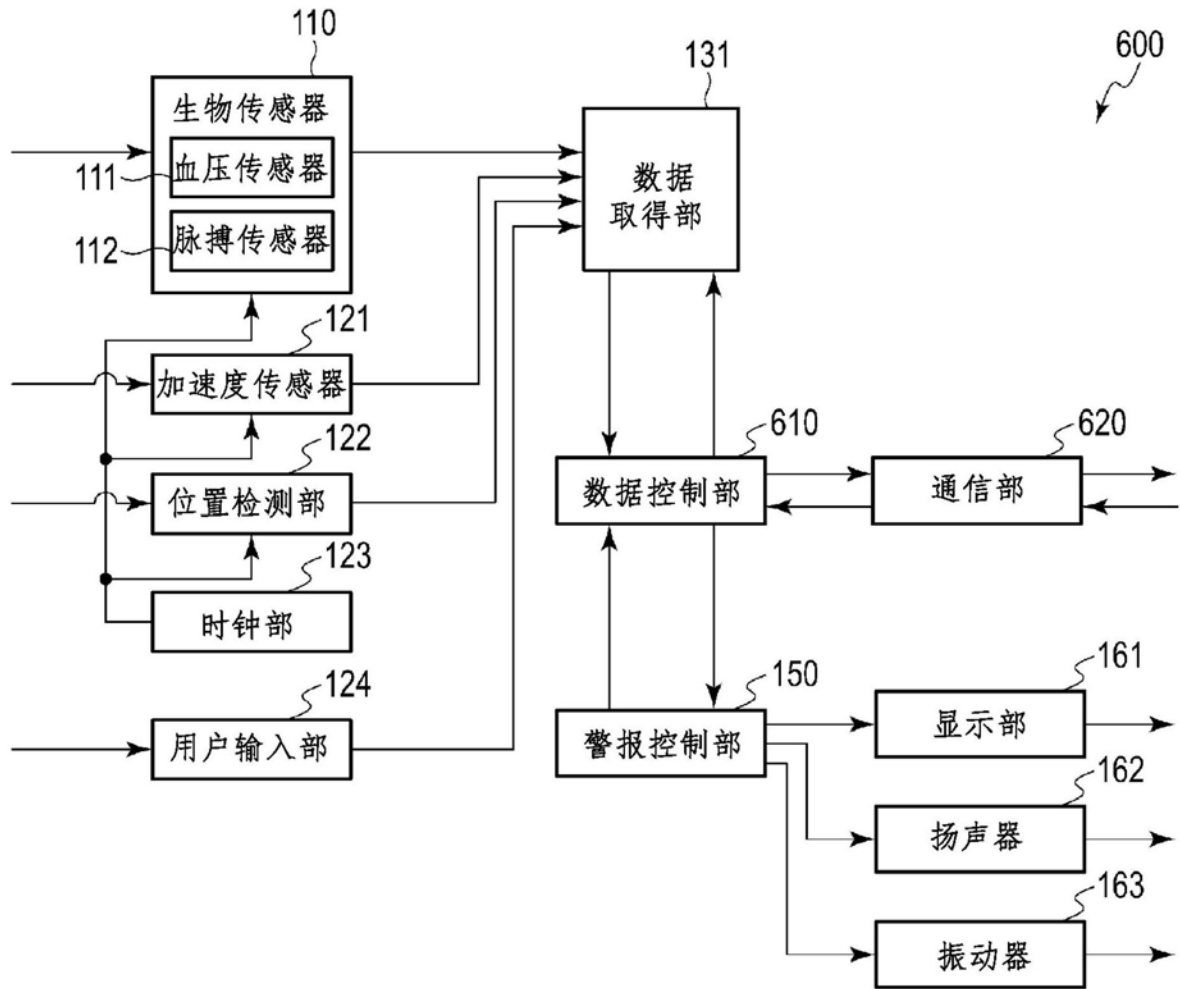 110
生物传感器
111
血压传感器
112
脉搏传感器
131
数据
取得部
600
121
加速度传感器
122
位置检测部
123
时钟部
124
用户输入部
610
数据控制部
620
通信部
150
警报控制部
161
显示部
162
扬声器
163
振动器